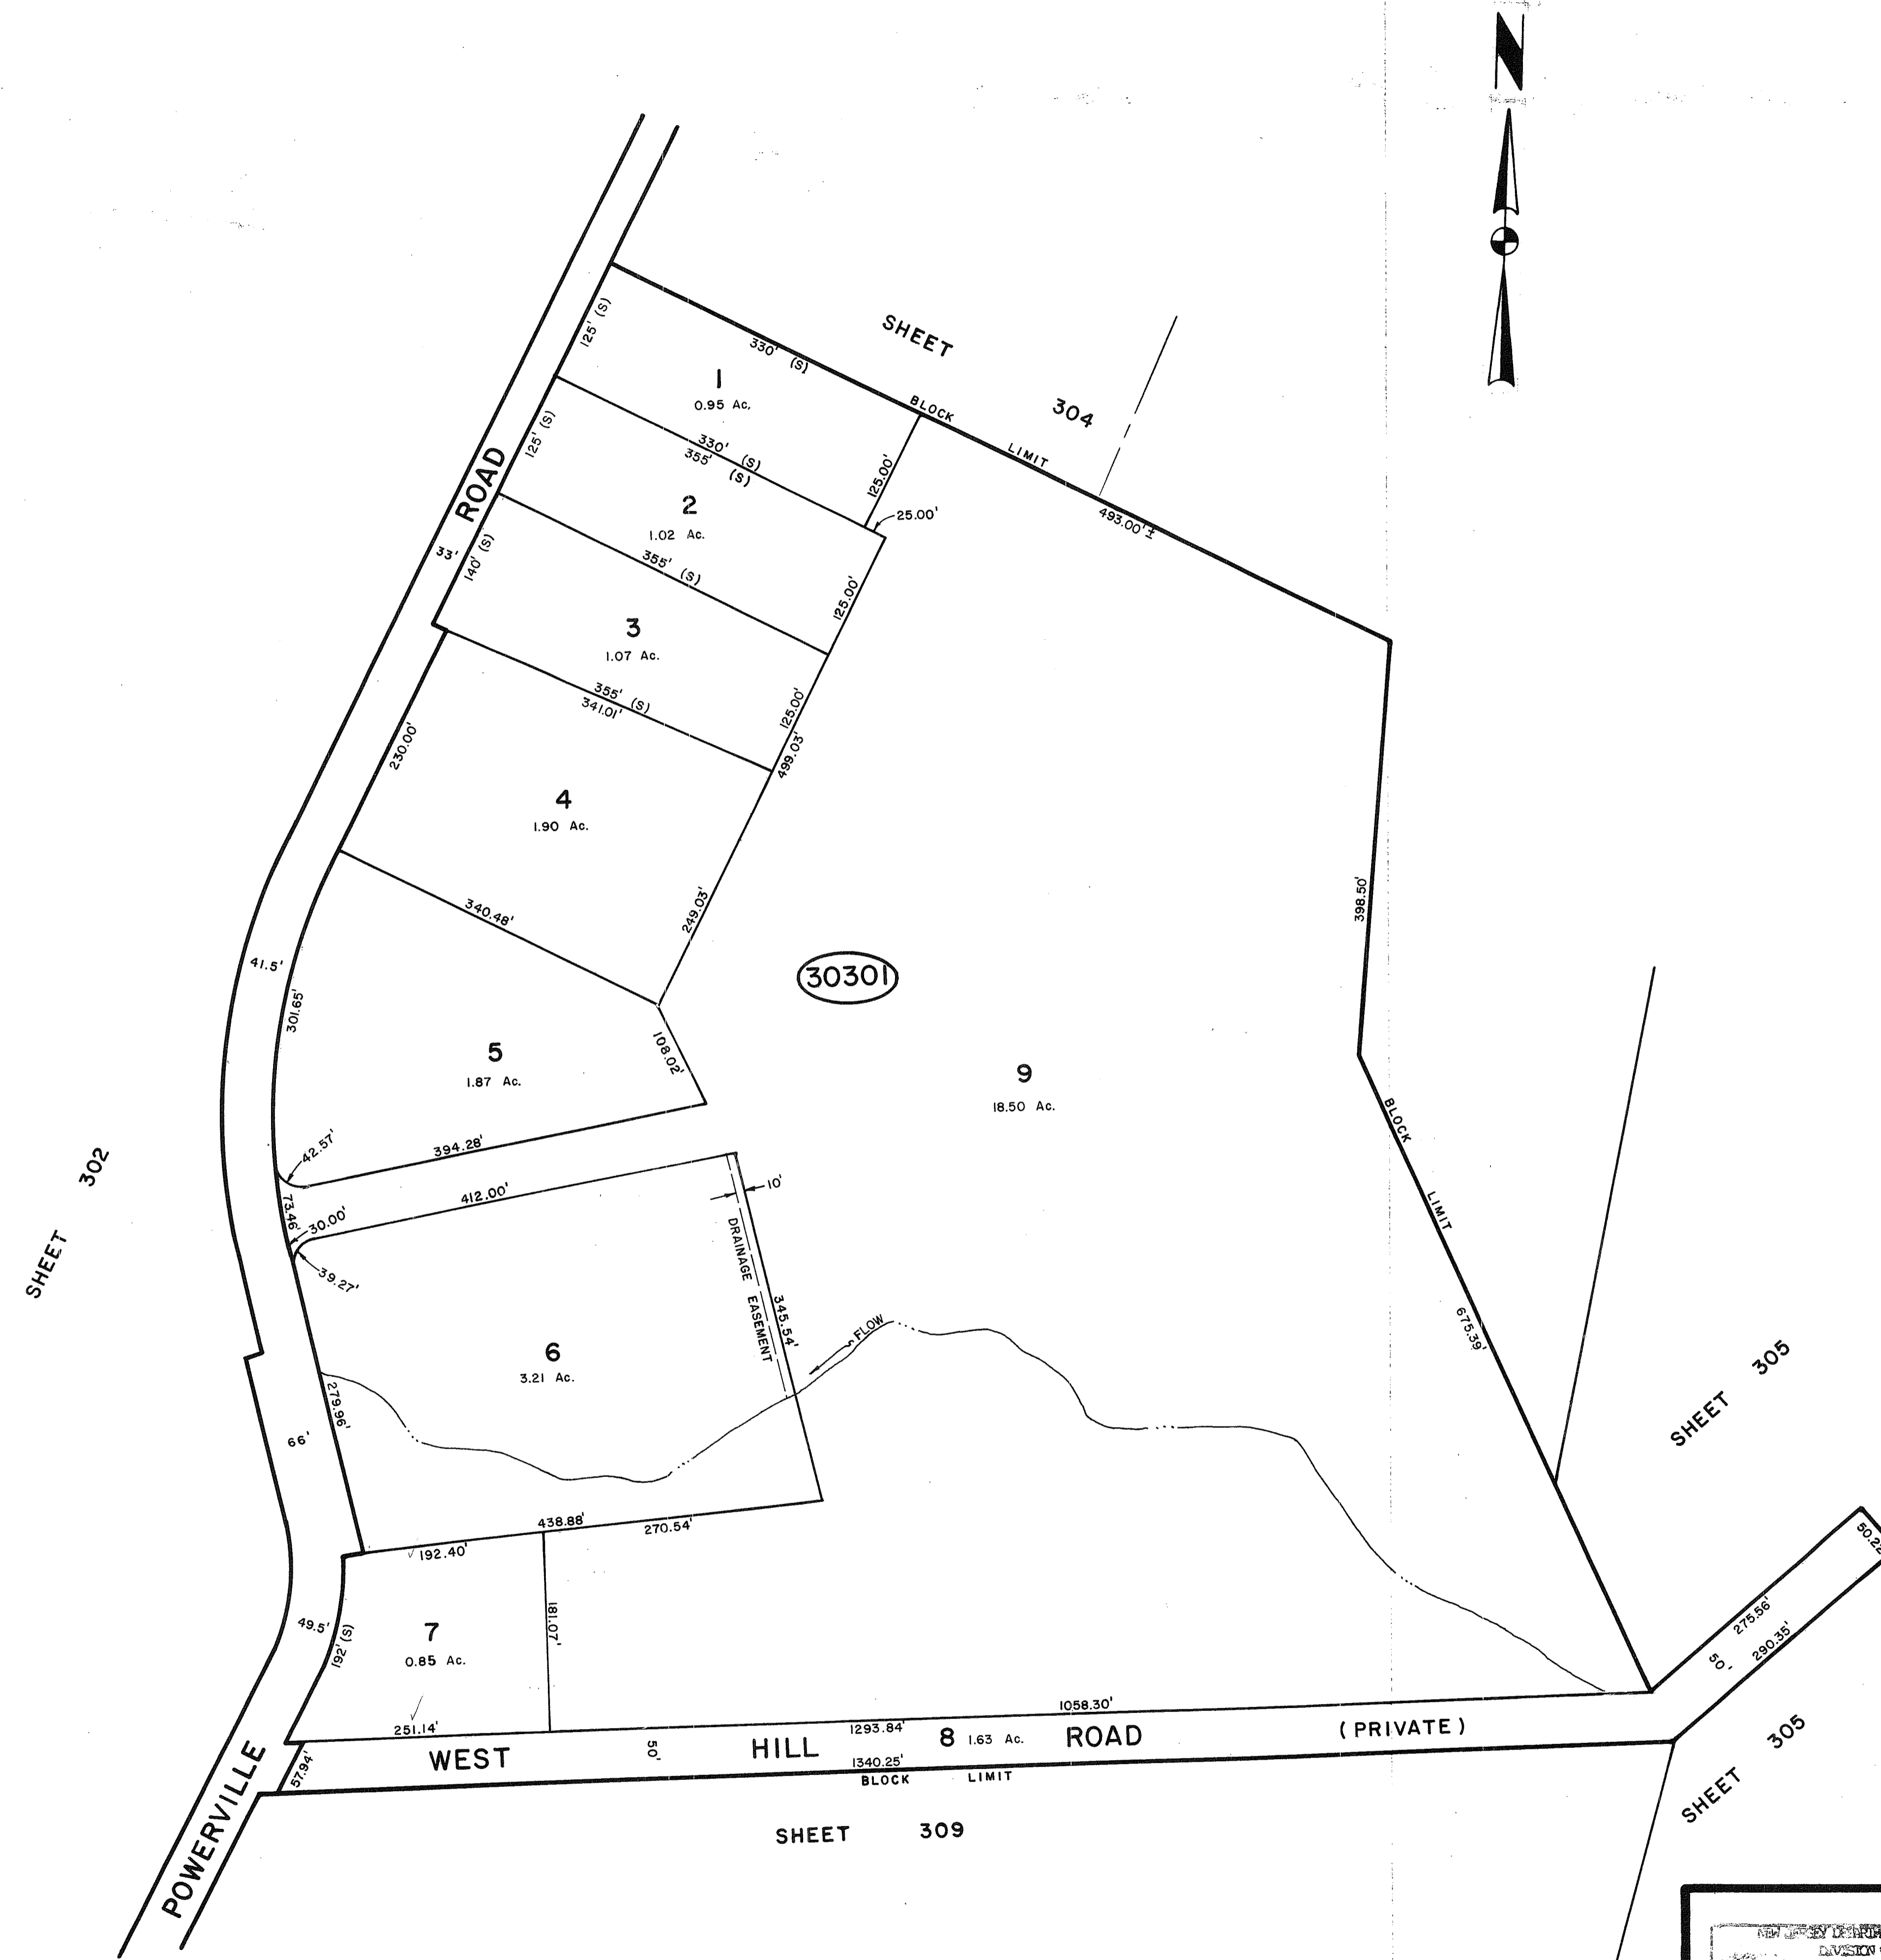 N
SHEET 304
125' (S)
330' (S)
BLOCK LIMIT
1
0.95 Ac.
125' (S)
330' (S)
355' (S)
125.00'
493.00'±
2
1.02 Ac.
25.00'
ROAD
33'
140' (S)
355' (S)
125.00'
3
1.07 Ac.
355' (S)
341.01'
125.00'
499.03'
230.00'
4
1.90 Ac.
398.50'
340.48'
249.03'
41.5'
30301
301.65'
108.02'
5
1.87 Ac.
9
18.50 Ac.
BLOCK LIMIT
SHEET 302
42.57'
394.28'
73.46'
30.00'
412.00'
10'
39.27'
DRAINAGE EASEMENT
345.54'
FLOW
675.39'
SHEET 305
6
3.21 Ac.
279.96'
66'
438.88'
270.54'
192.40'
50.22
49.5'
192' (S)
181.07'
7
0.85 Ac.
275.56'
50'
290.35'
251.14'
1058.30'
1293.84'
WEST HILL 8 1.63 Ac. ROAD (PRIVATE)
50'
57.94'
1340.25'
BLOCK LIMIT
SHEET 305
POWERVILLE
SHEET 309
DIVISION